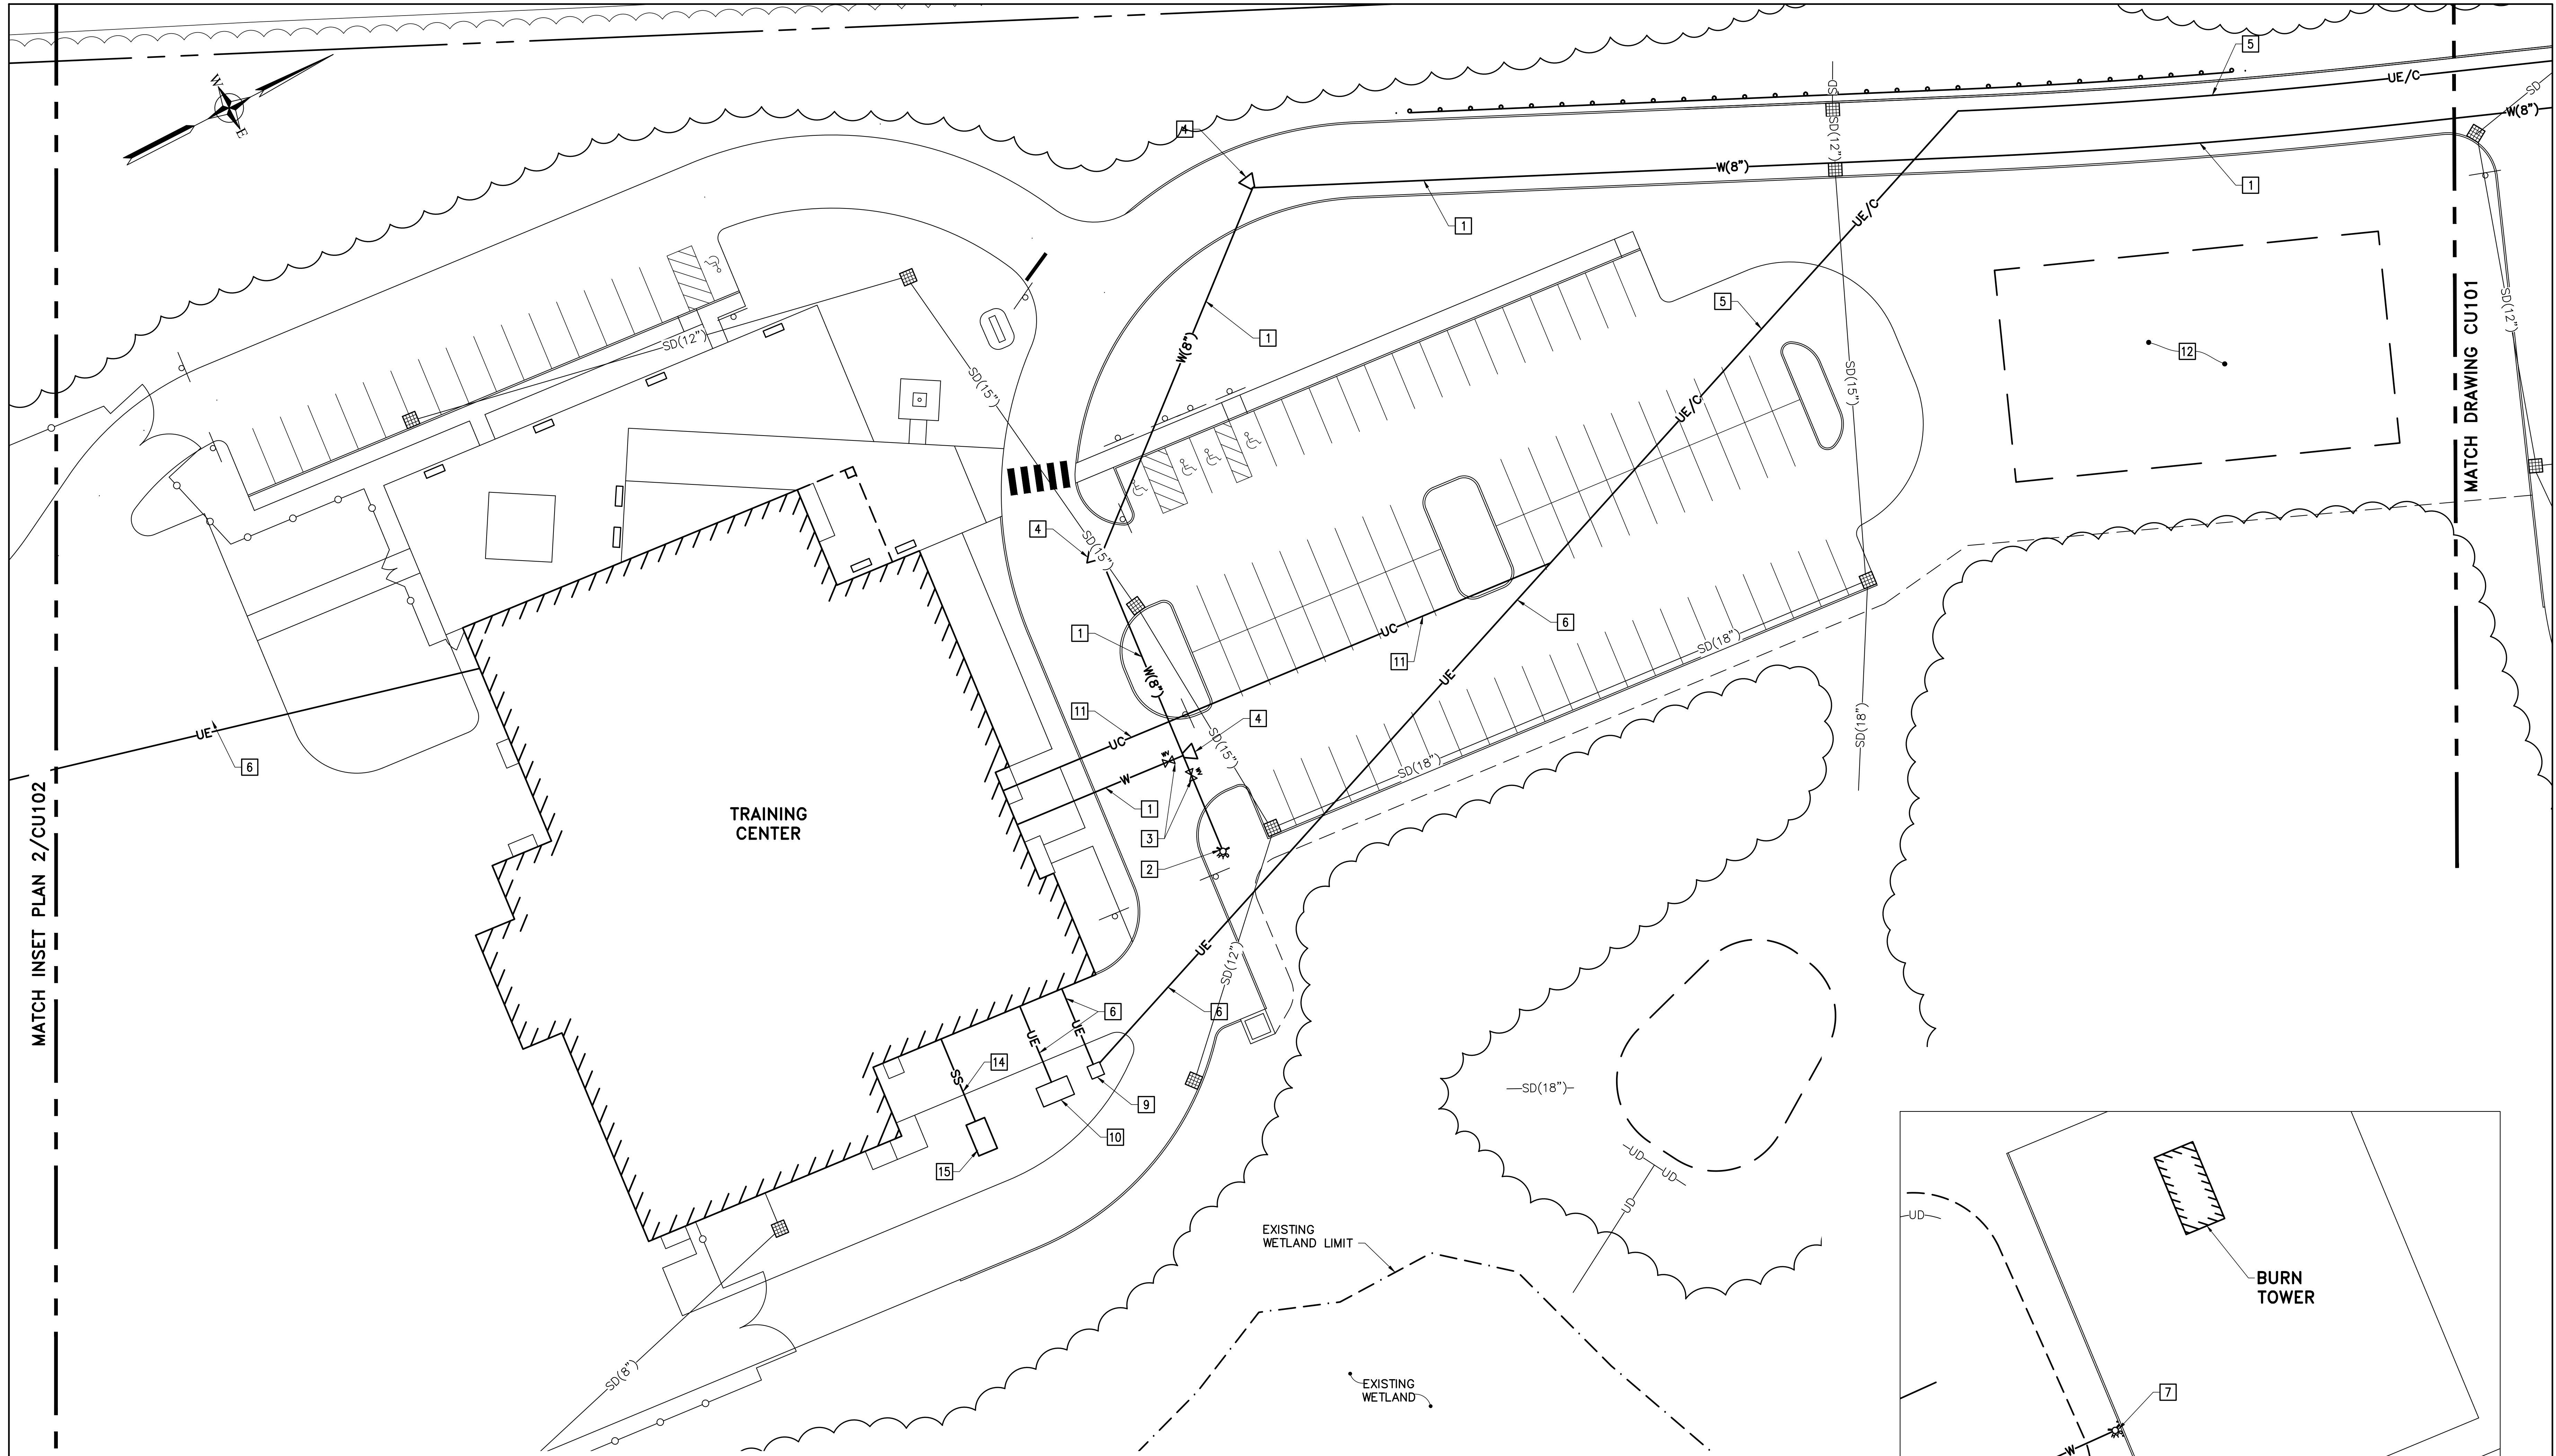 5
UE/C
SD
W(8")
W
E
4
SD
SD(12")
W(8")
1
1
UE/C
1
5
W(8")
SD(12")
SD(15")
12
SD(15")
UE/C
SD(12")
MATCH DRAWING CU101
4
SD(15")
1
W(8")
UC
11
6
SD(18")
UE
11
UC
4
SD(15")
SD(18")
SD(18")
UE
6
W
1
3
2
TRAINING
CENTER
MATCH INSET PLAN 2/CU102
UE
SD(12")
6
6
UE
UE
SS
14
9
10
15
SD(18")
UD
UD
UD
UD
EXISTING
WETLAND LIMIT
BURN
TOWER
SD(8")
EXISTING
WETLAND
7
W